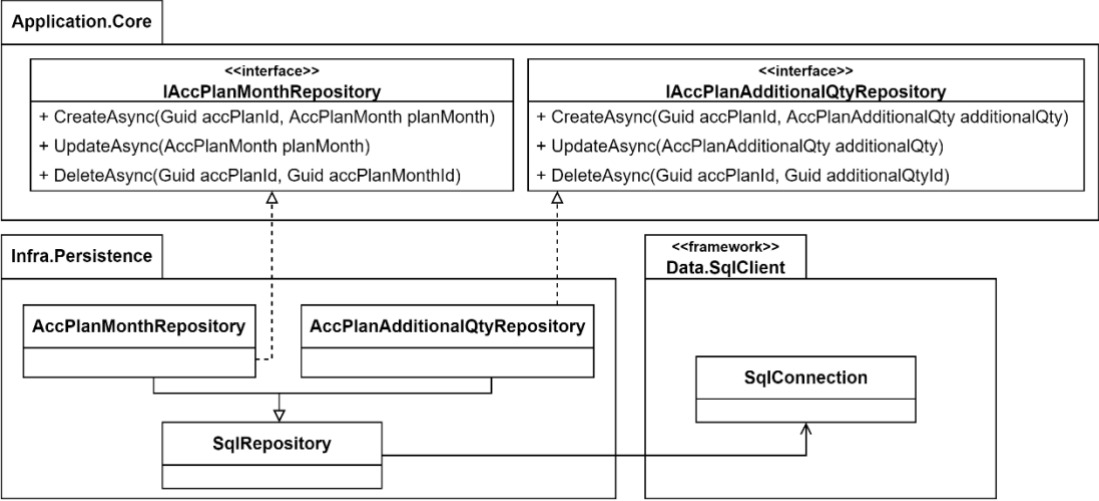 Application.Core
<<interface>>
IAccPlanMonthRepository
+ CreateAsync(Guid accPlanId, AccPlanMonth planMonth)
+ UpdateAsync(AccPlanMonth planMonth)
+ DeleteAsync(Guid accPlanId, Guid accPlanMonthId)
<<interface>>
IAccPlanAdditionalQtyRepository
+ CreateAsync(Guid accPlanId, AccPlanAdditionalQty additionalQty)
+ UpdateAsync(AccPlanAdditionalQty additionalQty)
+ DeleteAsync(Guid accPlanId, Guid additionalQtyId)
Infra.Persistence
AccPlanMonthRepository
AccPlanAdditionalQtyRepository
SqlRepository
<<framework>>
Data.SqlClient
SqlConnection